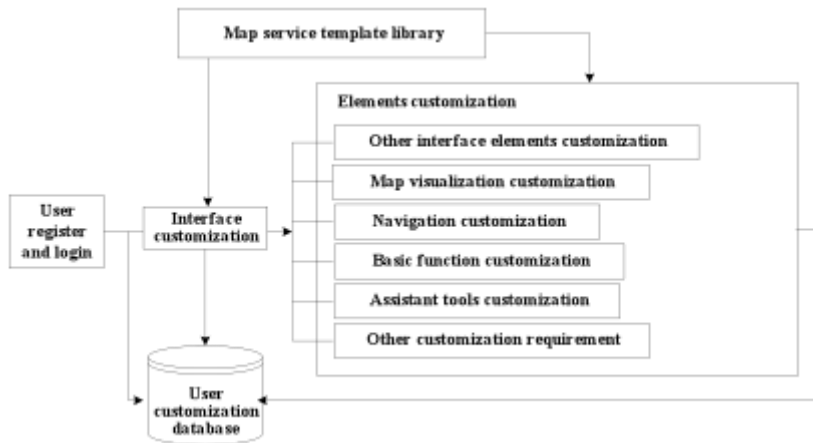 Map service template library
Elements customization
Other interface elements customization
Map visualization customization
Navigation customization
Basic function customization
Assistant tools customization
Other customization requirement
User
register
and login
Interface
customization
User
customization
database